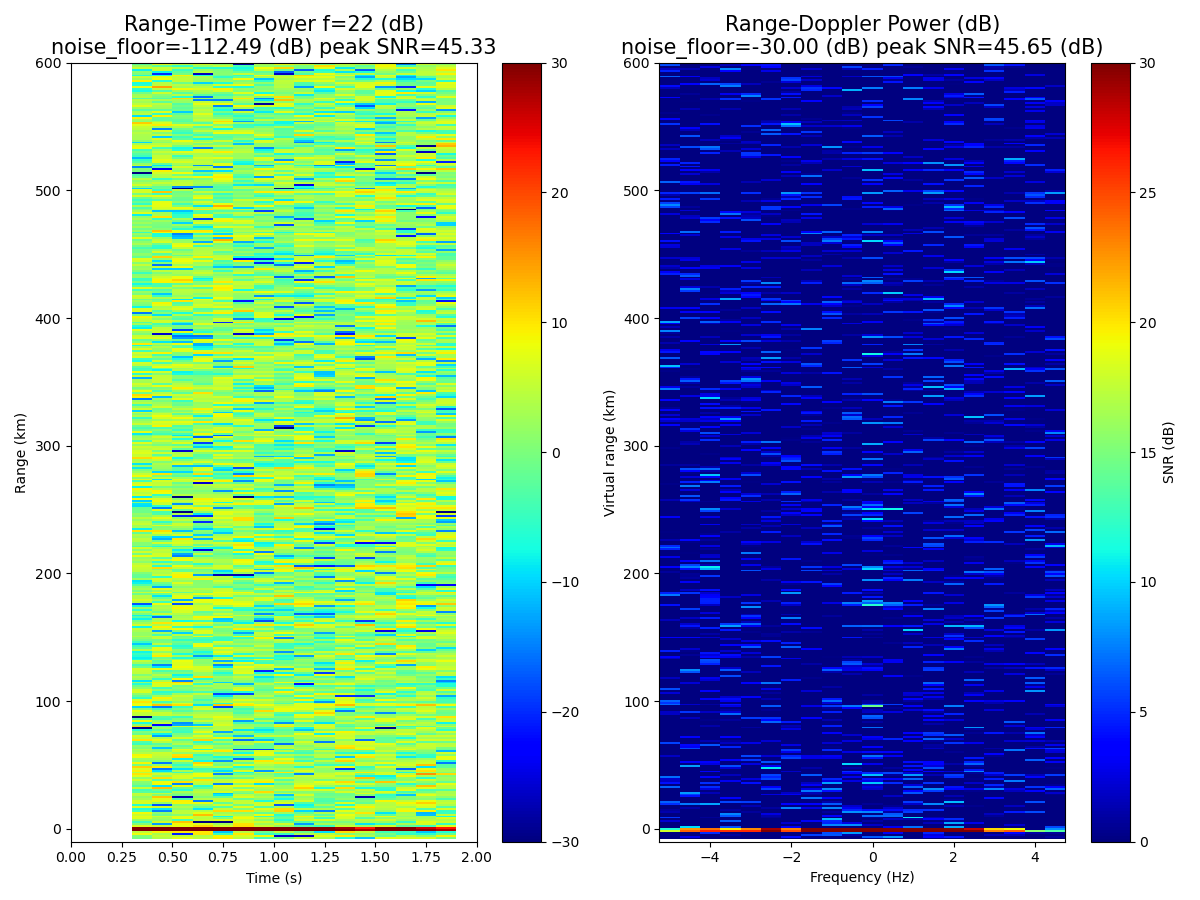 Range-Time Power f=22 (dB)
noise_floor=-112.49 (dB) peak SNR=45.33
Range-Doppler Power (dB)
noise_floor=-30.00 (dB) peak SNR=45.65 (dB)
Range (km)
600
500
400
300
200
100
0
0.00 0.25 0.50 0.75 1.00 1.25 1.50 1.75 2.00
Time (s)
30
20
10
0
−10
−20
−30
Virtual range (km)
600
500
400
300
200
100
0
−4 −2 0 2 4
Frequency (Hz)
30
25
20
15
10
5
0
SNR (dB)